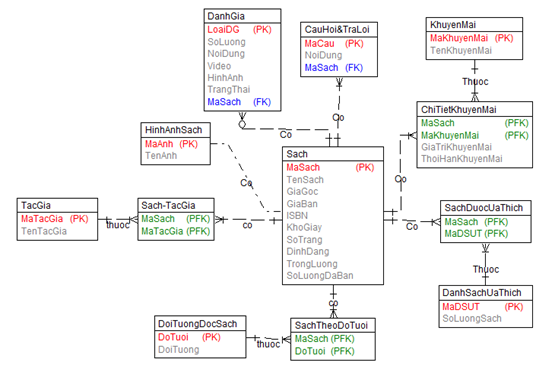 DanhGia
LoaiDG (PK)
SoLuong
NoiDung
Video
HinhAnh
TrangThai
MaSach (FK)
CauHoi&TraLoi
MaCau (PK)
NoiDung
MaSach (FK)
KhuyenMai
MaKhuyenMai (PK)
TenKhuyenMai
Thuoc
ChiTietKhuyenMai
MaSach (PFK)
MaKhuyenMai (PFK)
GiaTriKhuyenMai
ThoiHanKhuyenMai
Co
Co
Co
HinhAnhSach
MaAnh (PK)
TenAnh
Co
Sach
MaSach (PK)
TenSach
GiaGoc
GiaBan
ISBN
KhoGiay
SoTrang
DinhDang
TrongLuong
SoLuongDaBan
TacGia
MaTacGia (PK)
TenTacGia
thuoc
Sach-TacGia
MaSach (PFK)
MaTacGia (PFK)
co
Co
SachDuocUaThich
MaSach (PFK)
MaDSUT (PFK)
Thuoc
DanhSachUaThich
MaDSUT (PK)
SoLuongSach
co
DoiTuongDocSach
DoTuoi (PK)
DoiTuong
thuoc
SachTheoDoTuoi
MaSach (PFK)
DoTuoi (PFK)